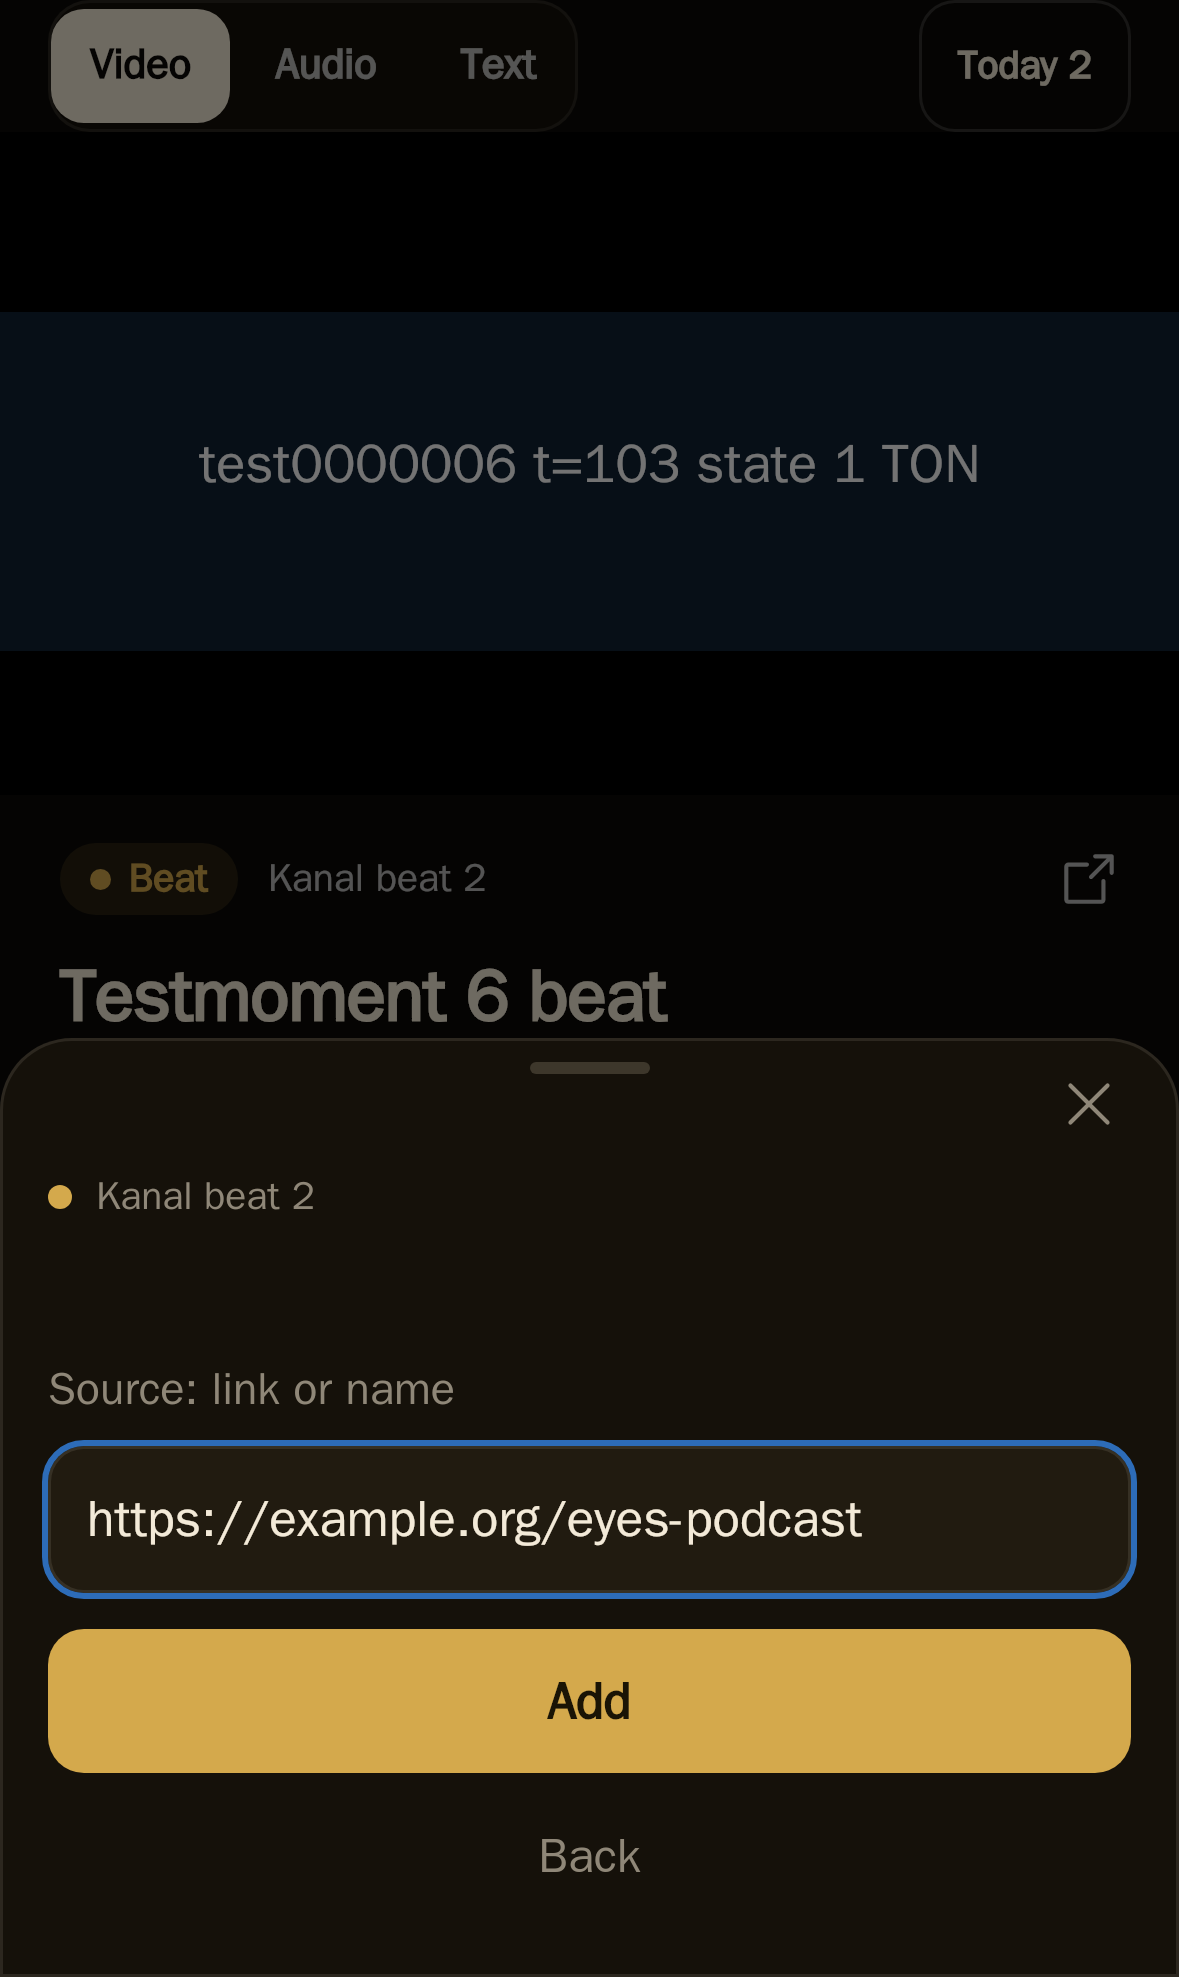 Video Audio Text Today 2
test0000006 t=103 state 1 TON
Beat Kanal beat 2
Testmoment 6 beat
Kanal beat 2
Source: link or name
https://example.org/eyes-podcast
Add
Back